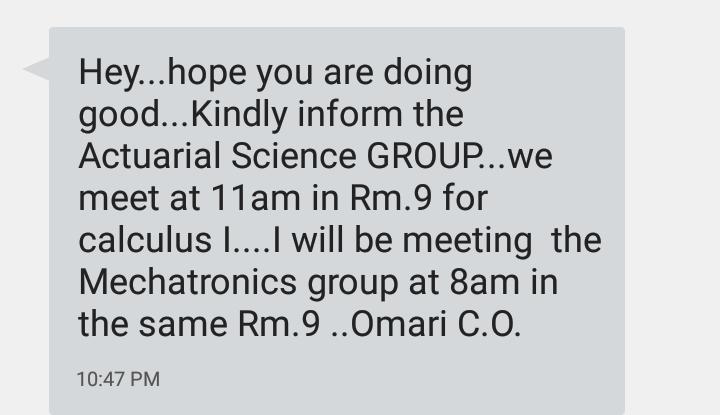 Hey...hope you are doing
good...Kindly inform the
Actuarial Science GROUP...we
meet at 11am in Rm.9 for
calculus I....I will be meeting  the
Mechatronics group at 8am in
the same Rm.9 ..Omari C.O.
10:47 PM